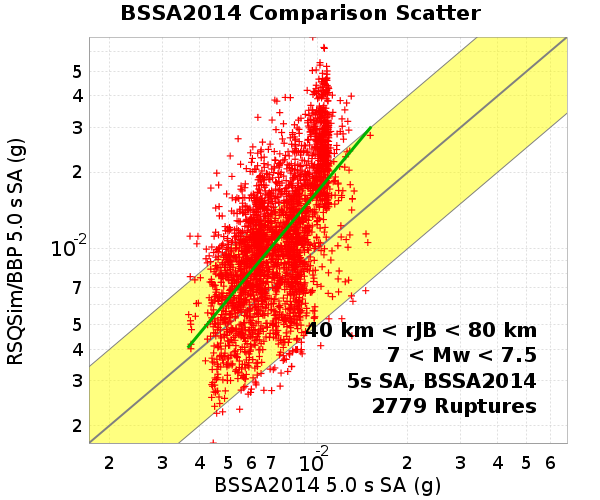 BSSA2014 Comparison Scatter
RSQSim/BBP 5.0 s SA (g)
5
4
3
2
10-2
7
5
4
3
2
40 km < rJB < 80 km
7 < Mw < 7.5
5s SA, BSSA2014
2779 Ruptures
2 3 4 5 6 7 10-2 2 3 4 5 6
BSSA2014 5.0 s SA (g)